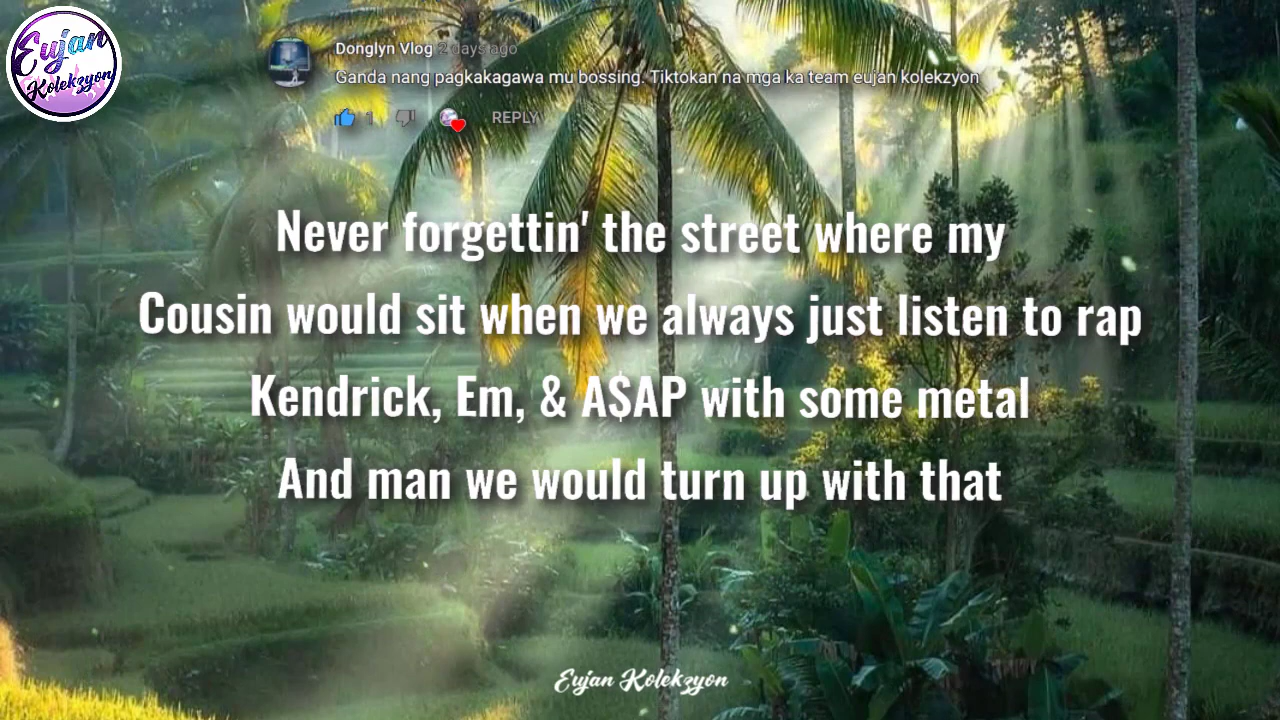 Eujan
Kolekzyon
Donglyn Vlog 2 days ago
Ganda nang pagkakagawa mu bossing. Tiktokan na mga ka team eujan kolekzyon
1 REPLY
Never forgettin' the street where my
Cousin would sit when we always just listen to rap
Kendrick, Em, & A$AP with some metal
And man we would turn up with that
Eujan Kolekzyon